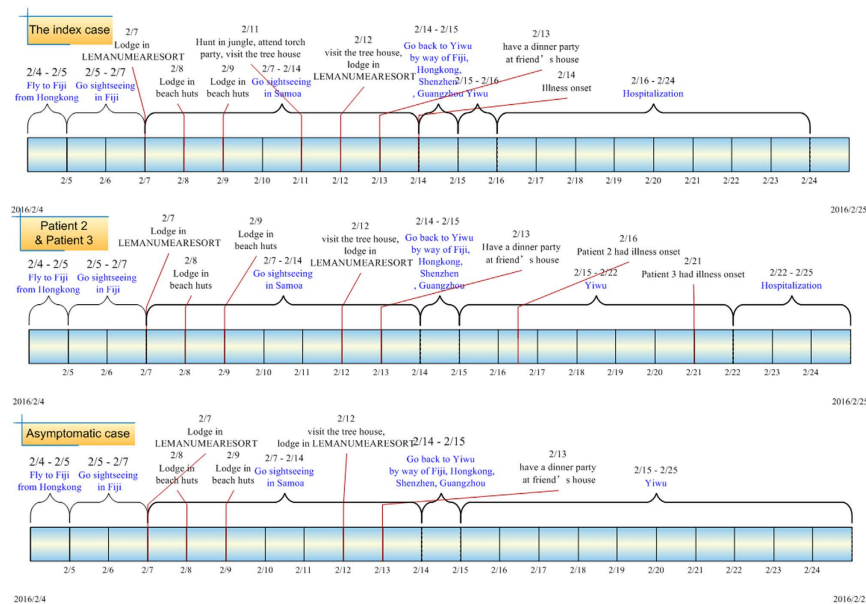 The index case
2/4 - 2/5
Fly to Fiji
from Hongkong
2/5 - 2/7
Go sightseeing
in Fiji
2/7
Lodge in
LEMANUMEARESORT
2/8
Lodge in
beach huts
2/9
Lodge in
beach huts
2/11
Hunt in jungle, attend torch
party, visit the tree house
2/7 - 2/14
Go sightseeing
in Samoa
2/12
visit the tree house,
lodge in
LEMANUMEARESORT
2/14 - 2/15
Go back to Yiwu
by way of Fiji,
Hongkong,
Shenzhen
, Guangzhou
2/15 - 2/16
Yiwu
2/13
have a dinner party
at friend's house
2/14
Illness onset
2/16 - 2/24
Hospitalization
2/5 2/6 2/7 2/8 2/9 2/10 2/11 2/12 2/13 2/14 2/15 2/16 2/17 2/18 2/19 2/20 2/21 2/22 2/23 2/24
2016/2/4 2016/2/25
Patient 2
& Patient 3
2/4 - 2/5
Fly to Fiji
from Hongkong
2/5 - 2/7
Go sightseeing
in Fiji
2/7
Lodge in
LEMANUMEARESORT
2/8
Lodge in
beach huts
2/9
Lodge in
beach huts
2/7 - 2/14
Go sightseeing
in Samoa
2/12
visit the tree house,
lodge in
LEMANUMEARESORT
2/14 - 2/15
Go back to Yiwu
by way of Fiji,
Hongkong,
Shenzhen
, Guangzhou
2/13
Have a dinner party
at friend's house
2/16
Patient 2 had illness onset
2/15 - 2/22
Yiwu
2/21
Patient 3 had illness onset
2/22 - 2/25
Hospitalization
2/5 2/6 2/7 2/8 2/9 2/10 2/11 2/12 2/13 2/14 2/15 2/16 2/17 2/18 2/19 2/20 2/21 2/22 2/23 2/24
2016/2/4 2016/2/25
Asymptomatic case
2/4 - 2/5
Fly to Fiji
from Hongkong
2/5 - 2/7
Go sightseeing
in Fiji
2/7
Lodge in
LEMANUMEARESORT
2/8
Lodge in
beach huts
2/9
Lodge in
beach huts
2/7 - 2/14
Go sightseeing
in Samoa
2/12
visit the tree house,
lodge in LEMANUMEARESORT
2/14 - 2/15
Go back to Yiwu
by way of Fiji, Hongkong,
Shenzhen, Guangzhou
2/13
have a dinner party
at friend's house
2/15 - 2/25
Yiwu
2/5 2/6 2/7 2/8 2/9 2/10 2/11 2/12 2/13 2/14 2/15 2/16 2/17 2/18 2/19 2/20 2/21 2/22 2/23 2/24
2016/2/4